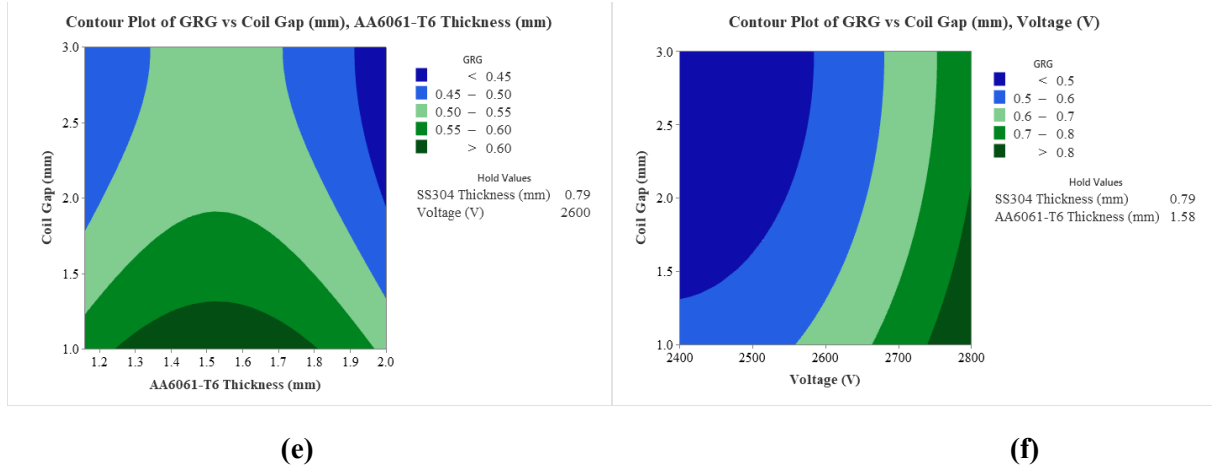 Contour Plot of GRG vs Coil Gap (mm), AA6061-T6 Thickness (mm)
3.0
2.5
2.0
1.5
1.0
Coil Gap (mm)
1.2 1.3 1.4 1.5 1.6 1.7 1.8 1.9 2.0
AA6061-T6 Thickness (mm)
GRG
< 0.45
0.45 – 0.50
0.50 – 0.55
0.55 – 0.60
> 0.60
Hold Values
SS304 Thickness (mm) 0.79
Voltage (V) 2600
(e)
Contour Plot of GRG vs Coil Gap (mm), Voltage (V)
3.0
2.5
2.0
1.5
1.0
Coil Gap (mm)
2400 2500 2600 2700 2800
Voltage (V)
GRG
< 0.5
0.5 – 0.6
0.6 – 0.7
0.7 – 0.8
> 0.8
Hold Values
SS304 Thickness (mm) 0.79
AA6061-T6 Thickness (mm) 1.58
(f)